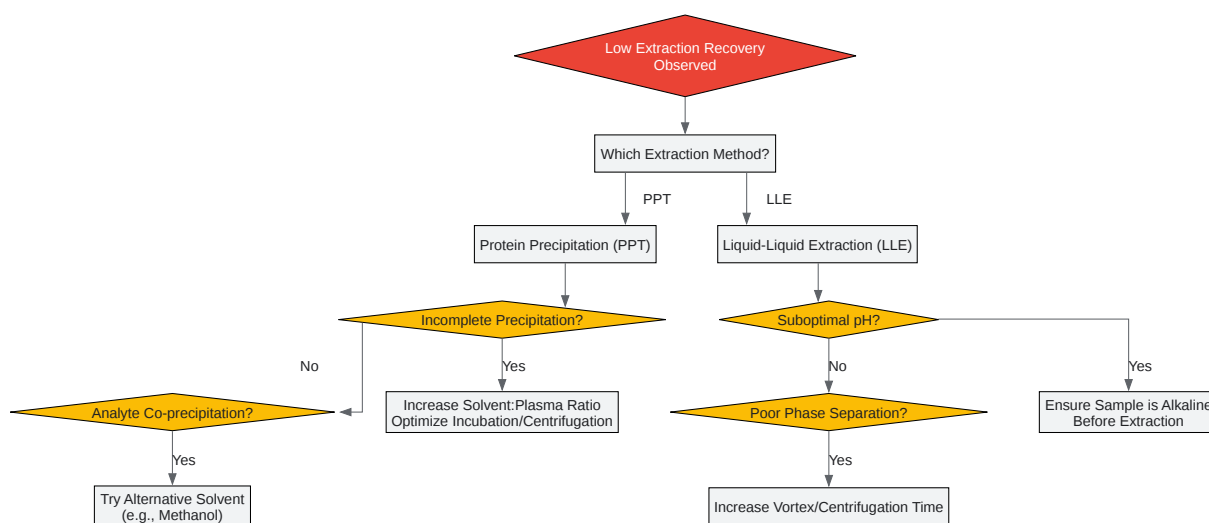 Low Extraction Recovery
Observed
Which Extraction Method?
PPT
LLE
Protein Precipitation (PPT)
Liquid-Liquid Extraction (LLE)
Incomplete Precipitation?
Suboptimal pH?
No
Yes
No
Yes
Analyte Co-precipitation?
Increase Solvent:Plasma Ratio
Optimize Incubation/Centrifugation
Poor Phase Separation?
Ensure Sample is Alkaline
Before Extraction
Yes
Yes
Try Alternative Solvent
(e.g., Methanol)
Increase Vortex/Centrifugation Time